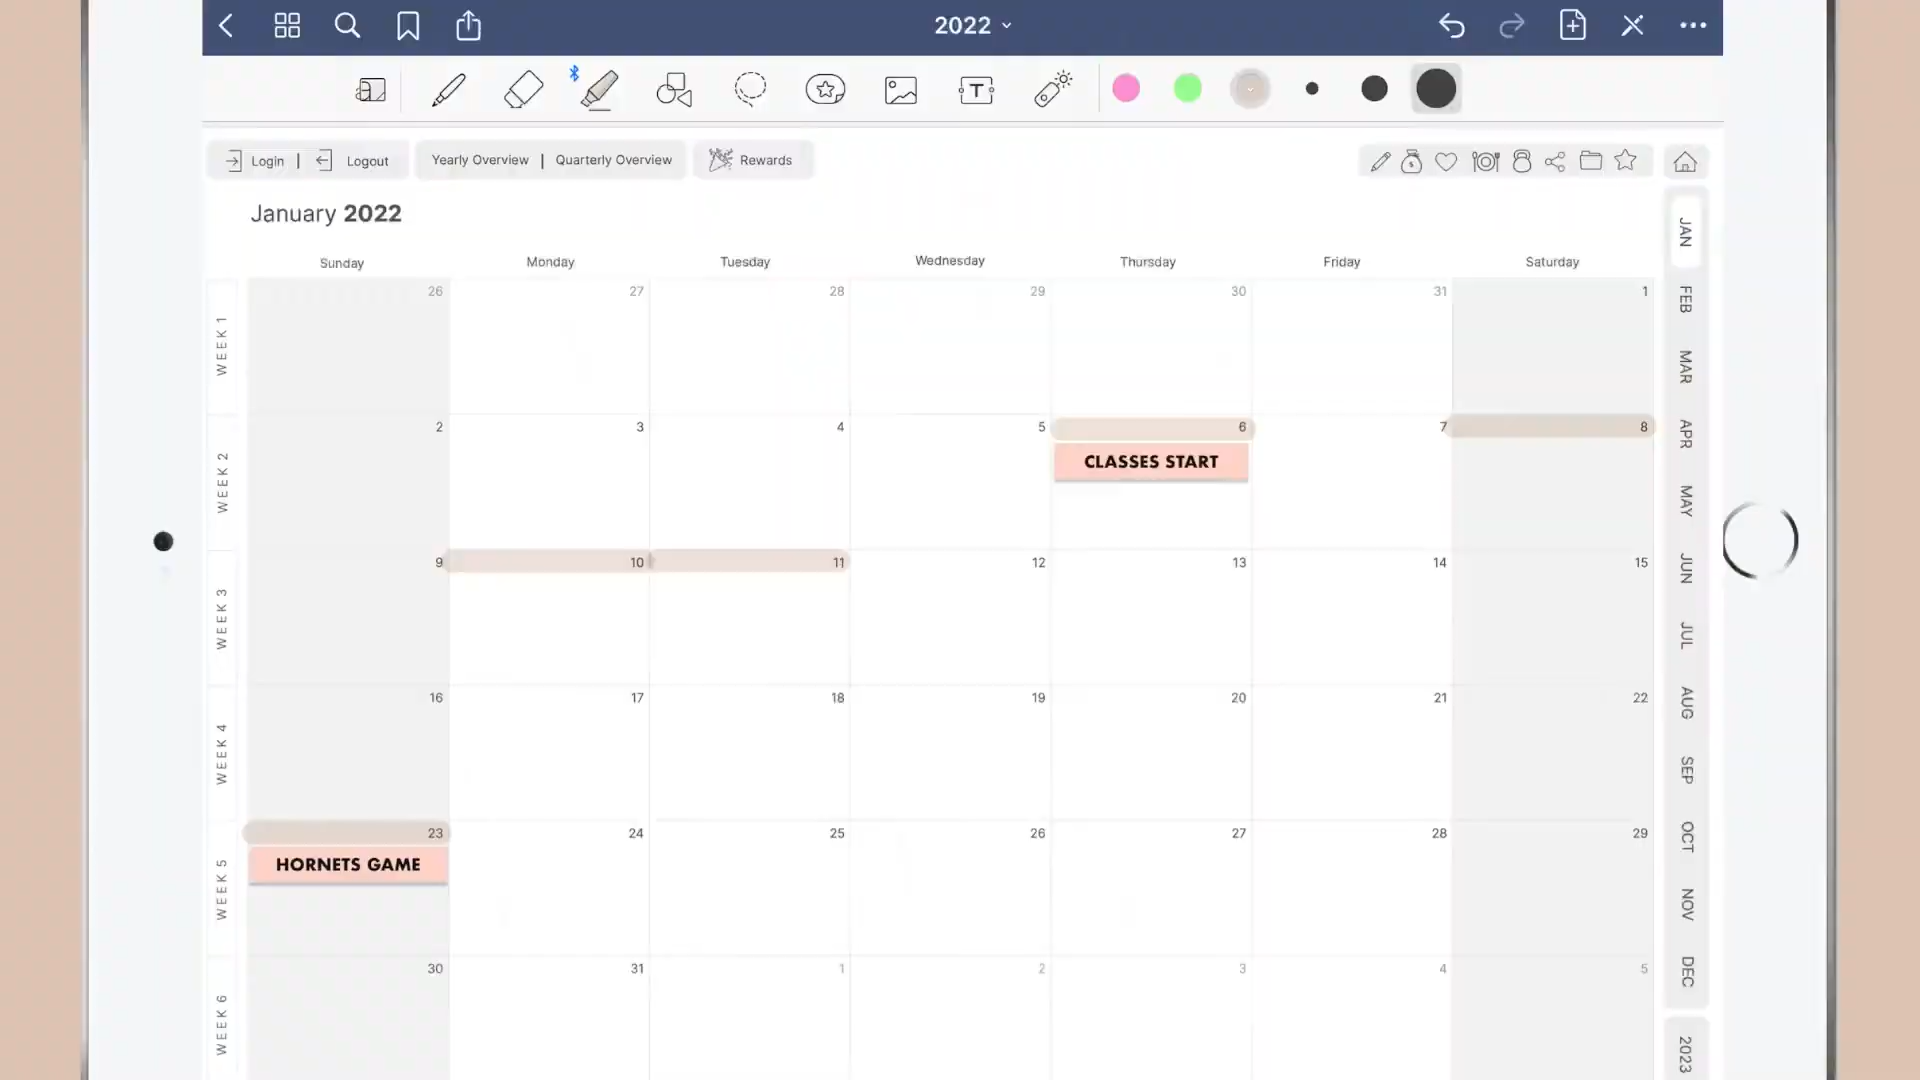 2022
Login | Logout
Yearly Overview | Quarterly Overview
Rewards
January 2022
Sunday Monday Tuesday Wednesday Thursday Friday Saturday
WEEK 1
26 27 28 29 30 31 1
WEEK 2
2 3 4 5 6 7 8
CLASSES START
WEEK 3
9 10 11 12 13 14 15
WEEK 4
16 17 18 19 20 21 22
WEEK 5
23 24 25 26 27 28 29
HORNETS GAME
WEEK 6
30 31 1 2 3 4 5
JAN
FEB
MAR
APR
MAY
JUN
JUL
AUG
SEP
OCT
NOV
DEC
2023